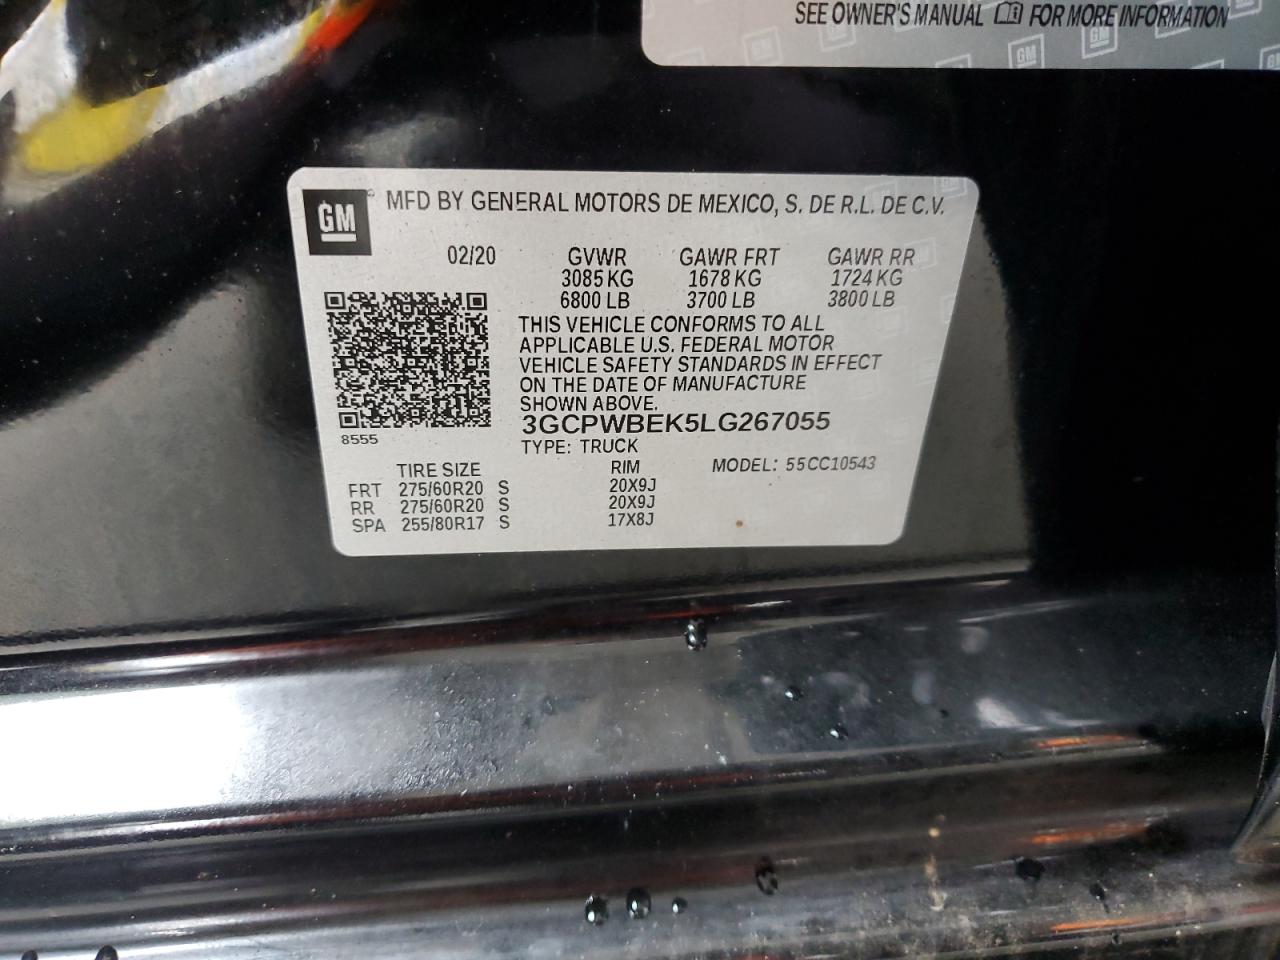 SEE OWNER'S MANUAL FOR MORE INFORMATION
GM
GM
GM MFD BY GENERAL MOTORS DE MEXICO, S. DE R.L. DE C.V.
02/20 GVWR GAWR FRT GAWR RR
3085 KG 1678 KG 1724 KG
6800 LB 3700 LB 3800 LB
THIS VEHICLE CONFORMS TO ALL
APPLICABLE U.S. FEDERAL MOTOR
VEHICLE SAFETY STANDARDS IN EFFECT
ON THE DATE OF MANUFACTURE
SHOWN ABOVE.
3GCPWBEK5LG267055
8555
TYPE: TRUCK
TIRE SIZE RIM MODEL: 55CC10543
FRT 275/60R20 S 20X9J
RR 275/60R20 S 20X9J
SPA 255/80R17 S 17X8J